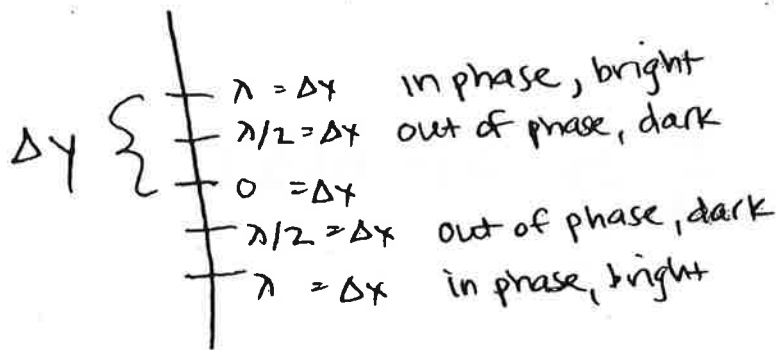 λ = Δx in phase, bright
λ/2 = Δx out of phase, dark
Δy
0 = Δx
λ/2 = Δx out of phase, dark
λ = Δx in phase, bright